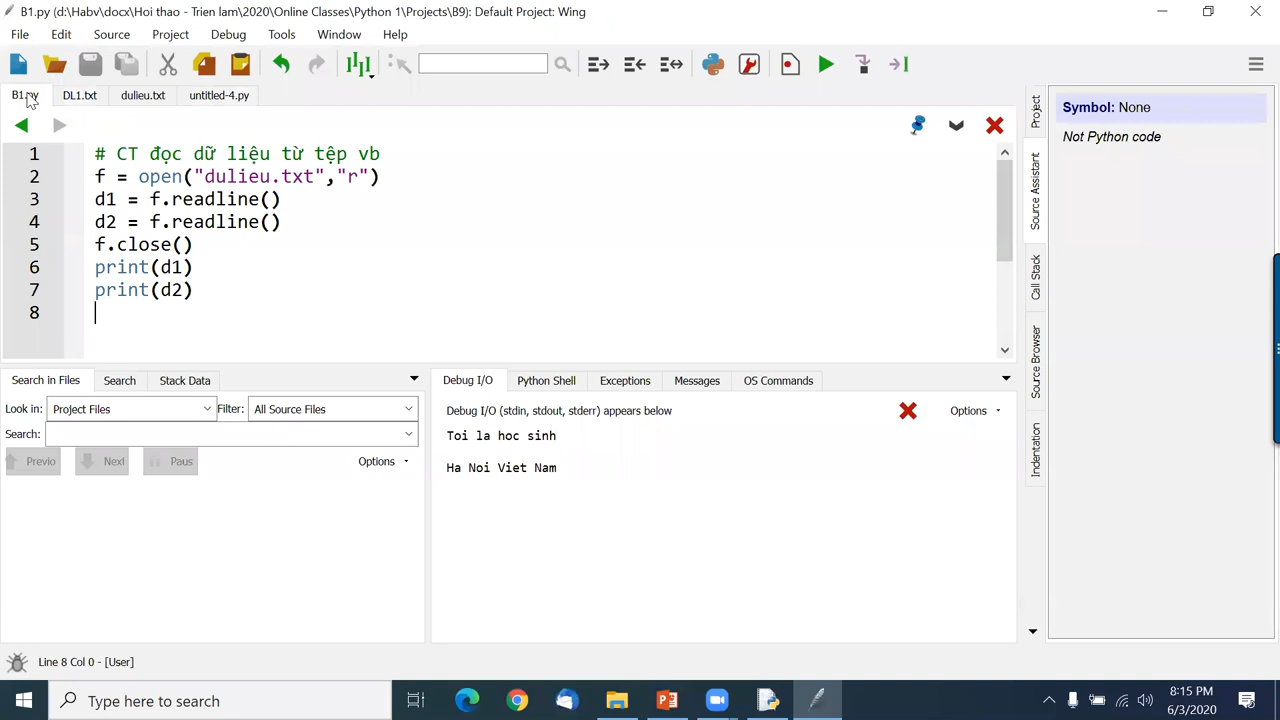 B1.py (d:\Habv\docx\Hoi thao - Trien lam\2020\Online Classes\Python 1\Projects\B9): Default Project: Wing
File Edit Source Project Debug Tools Window Help
B1.py DL1.txt dulieu.txt untitled-4.py
1 # CT đọc dữ liệu từ tệp vb
2 f = open("dulieu.txt","r")
3 d1 = f.readline()
4 d2 = f.readline()
5 f.close()
6 print(d1)
7 print(d2)
8
Project
Source Assistant
Call Stack
Source Browser
Indentation
Symbol: None
Not Python code
Search in Files Search Stack Data
Look in: Project Files Filter: All Source Files
Search:
Previo Next Paus Options
Debug I/O Python Shell Exceptions Messages OS Commands
Debug I/O (stdin, stdout, stderr) appears below Options
Toi la hoc sinh
Ha Noi Viet Nam
Line 8 Col 0 - [User]
Type here to search
8:15 PM
6/3/2020